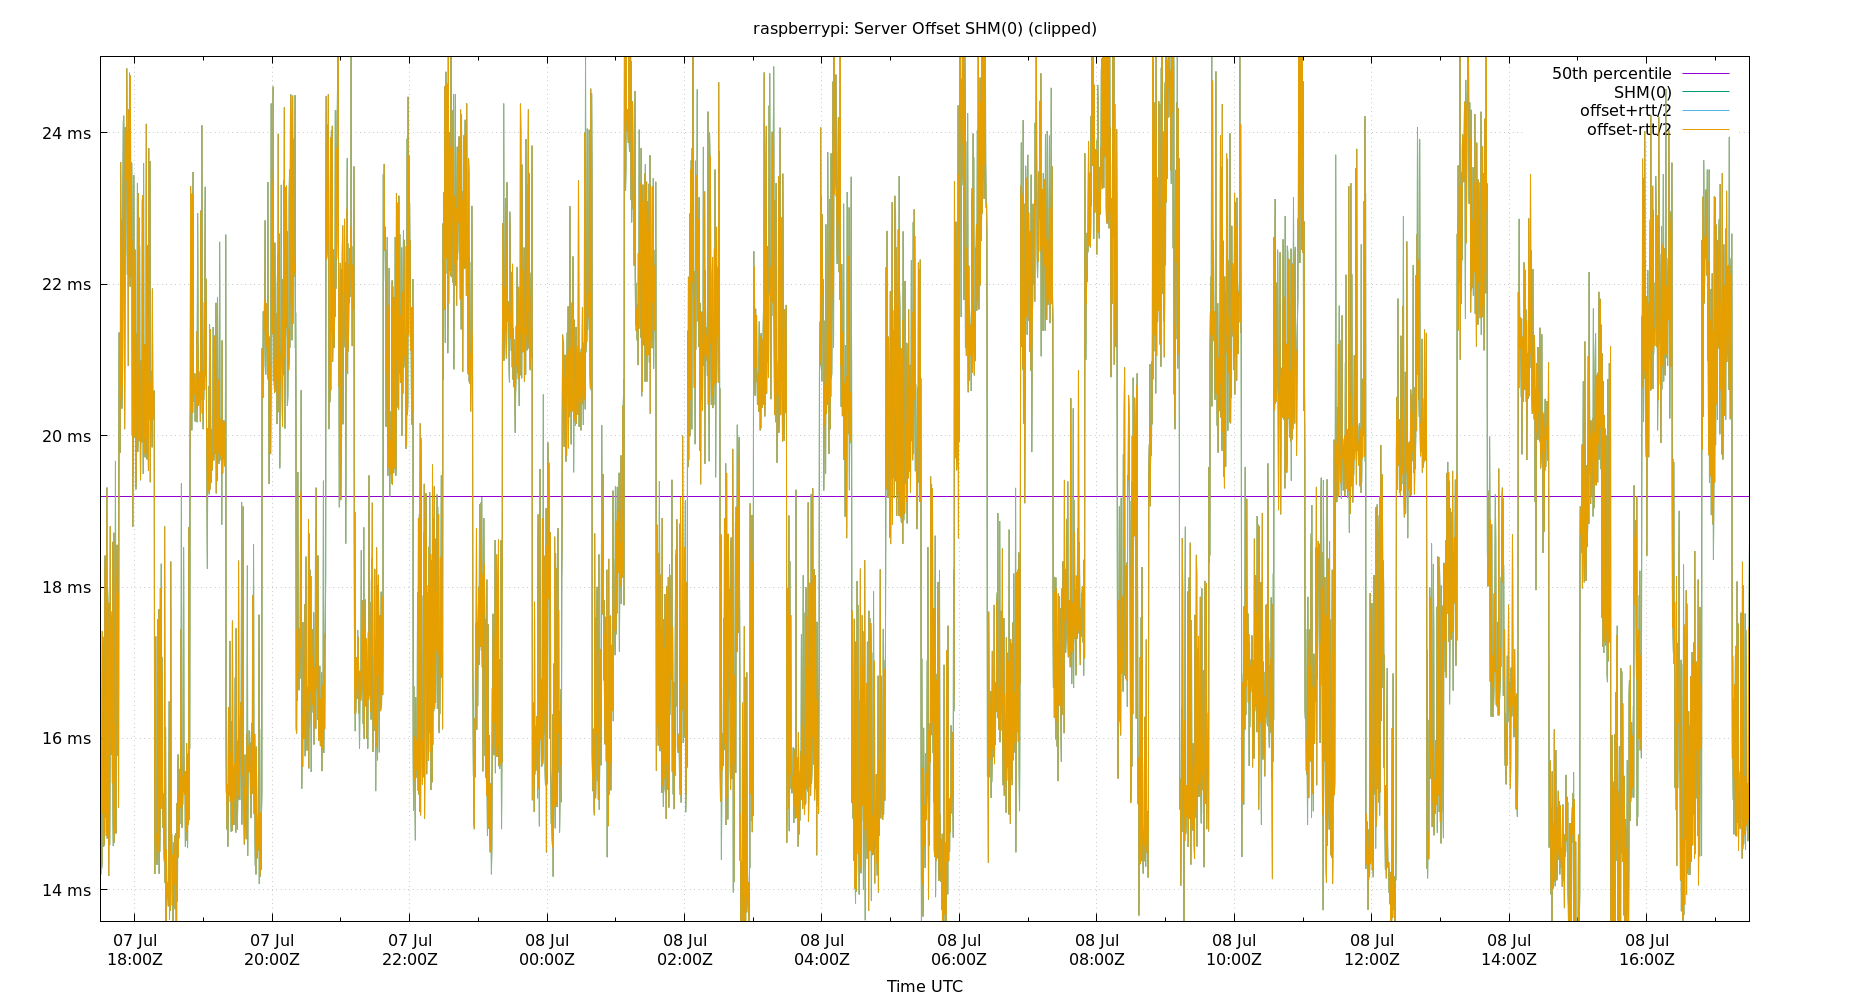 raspberrypi: Server Offset SHM(0) (clipped)
50th percentile
SHM(0)
offset+rtt/2
offset-rtt/2
24 ms
22 ms
20 ms
18 ms
16 ms
14 ms
07 Jul 07 Jul 07 Jul 08 Jul 08 Jul 08 Jul 08 Jul 08 Jul 08 Jul 08 Jul 08 Jul 08 Jul
18:00Z 20:00Z 22:00Z 00:00Z 02:00Z 04:00Z 06:00Z 08:00Z 10:00Z 12:00Z 14:00Z 16:00Z
Time UTC